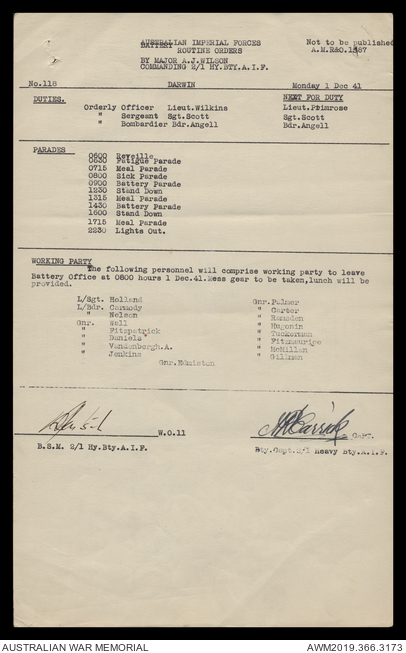 AUSTRALIAN IMPERIAL FORCES
BATTERY ROUTINE ORDERS
Not to be published
A.M.R&O.1567
BY MAJOR A.J.WILSON
COMMANDING 2/1 HY.BTY.A.I.F.
No.118 DARWIN Monday 1 Dec 41
DUTIES. NEXT FOR DUTY
Orderly Officer Lieut.Wilkins Lieut.Primrose
" Sergeant Sgt.Scott Sgt.Scott
" Bombardier Bdr.Angell Bdr.Angell
PARADES
0600 Reveille
0630 Fatigue Parade
0715 Meal Parade
0800 Sick Parade
0900 Battery Parade
1230 Stand Down
1315 Meal Parade
1430 Battery Parade
1600 Stand Down
1715 Meal Parade
2230 Lights Out.
WORKING PARTY
The following personnel will comprise working party to leave
Battery Office at 0800 hours 1 Dec.41.Mess gear to be taken,lunch will be
provided.
L/Sgt. Holland Gnr.Palmer
L/Bdr. Carmody " Carter
" Nelson " Ramsden
Gnr. Wall " Hagonin
" Fitzpatrick " Tuckerman
" Daniels " Fitzmaurice
" Vandenbergh.A. " McMillan
" Jenkins " Gillman
Gnr.Edmistan
W.O.11
CAPT.
B.S.M. 2/1 Hy.Bty.A.I.F.
Bty.Capt.2/1 Heavy Bty.A.I.F.
AUSTRALIAN WAR MEMORIAL AWM2019.366.3173